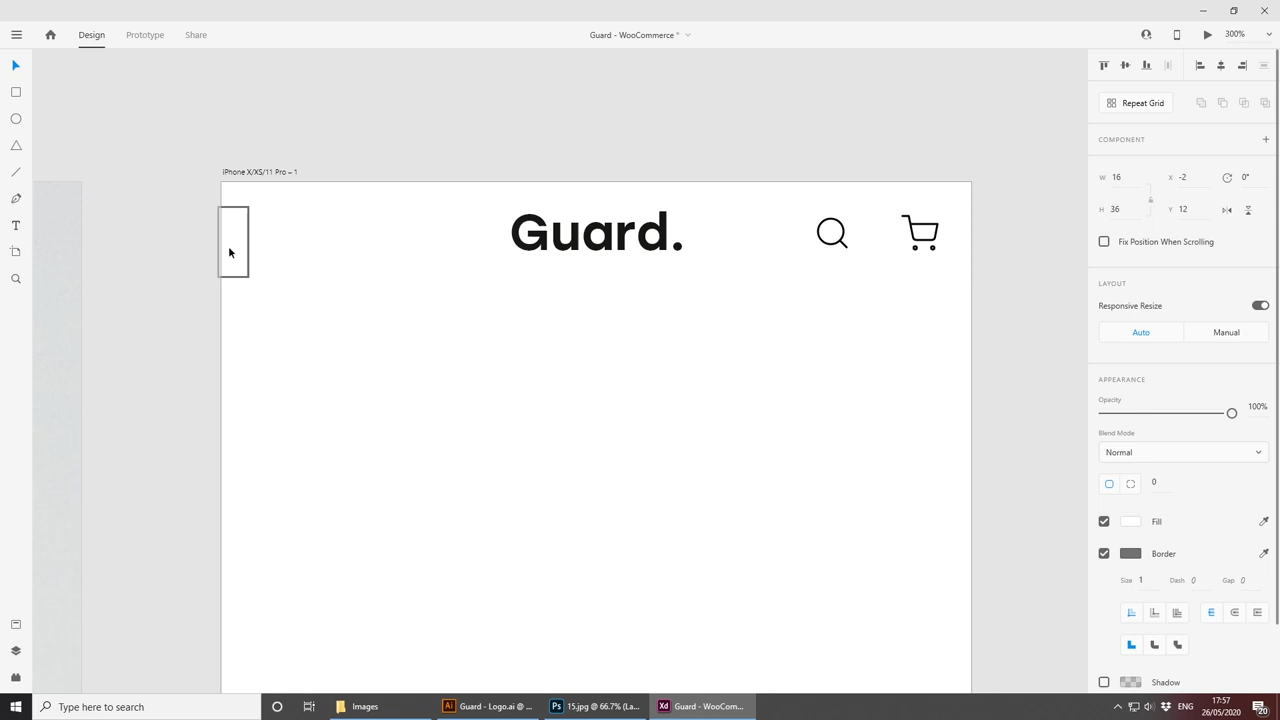 Design Prototype Share Guard - WooCommerce * 300%
Repeat Grid
iPhone X/XS/11 Pro – 1
Guard.
COMPONENT
W 16 X -2 0°
H 36 Y 12
Fix Position When Scrolling
LAYOUT
Responsive Resize
Auto Manual
APPEARANCE
Opacity
100%
Blend Mode
Normal
0
Fill
Border
Size 1 Dash 0 Gap 0
Shadow
Type here to search Images Ai Guard - Logo.ai @ ... Ps 15.jpg @ 66.7% (La... Xd Guard - WooCom... ENG 17:57
26/05/2020 20